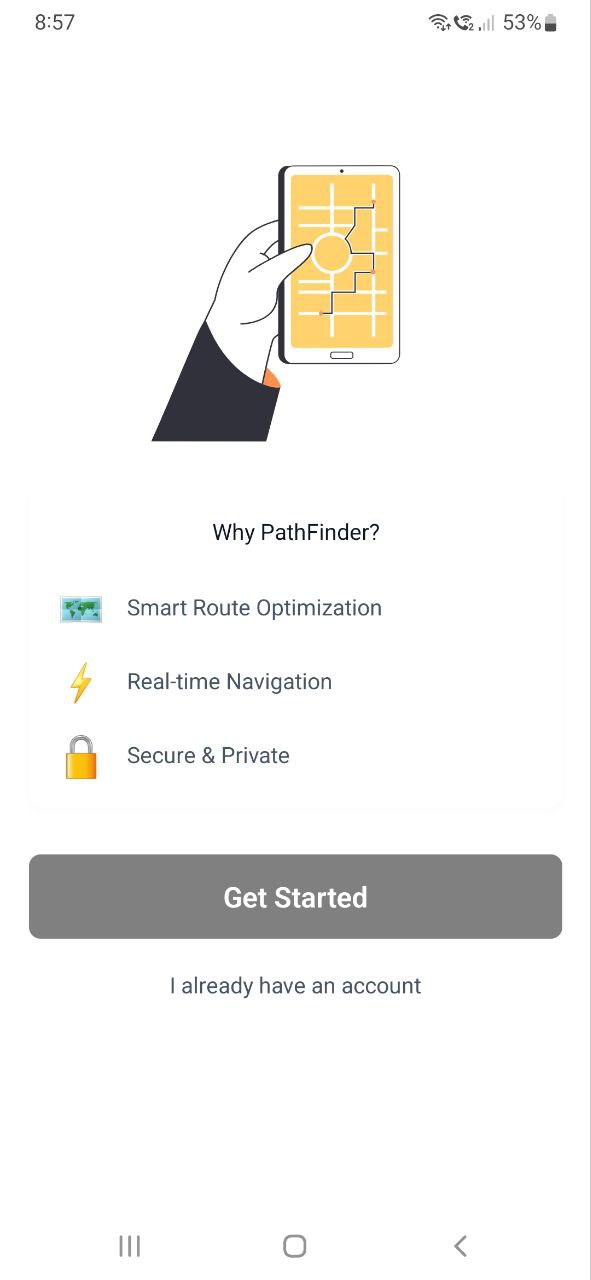 8:57
53%
Why PathFinder?
Smart Route Optimization
Real-time Navigation
Secure & Private
Get Started
I already have an account